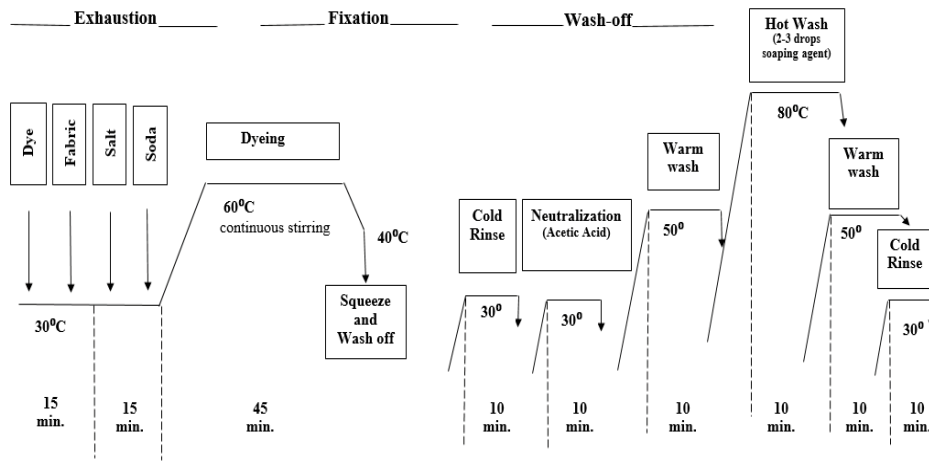 Exhaustion
Fixation
Wash-off
Dye
Fabric
Salt
Soda
Dyeing
60⁰C
continuous stirring
40⁰C
Squeeze
and
Wash off
30⁰C
15
min.
15
min.
45
min.
Cold
Rinse
30⁰
10
min.
Neutralization
(Acetic Acid)
30⁰
10
min.
Warm
wash
50⁰
10
min.
Hot Wash
(2-3 drops
soaping agent)
80⁰C
10
min.
Warm
wash
50⁰
10
min.
Cold
Rinse
30⁰
10
min.